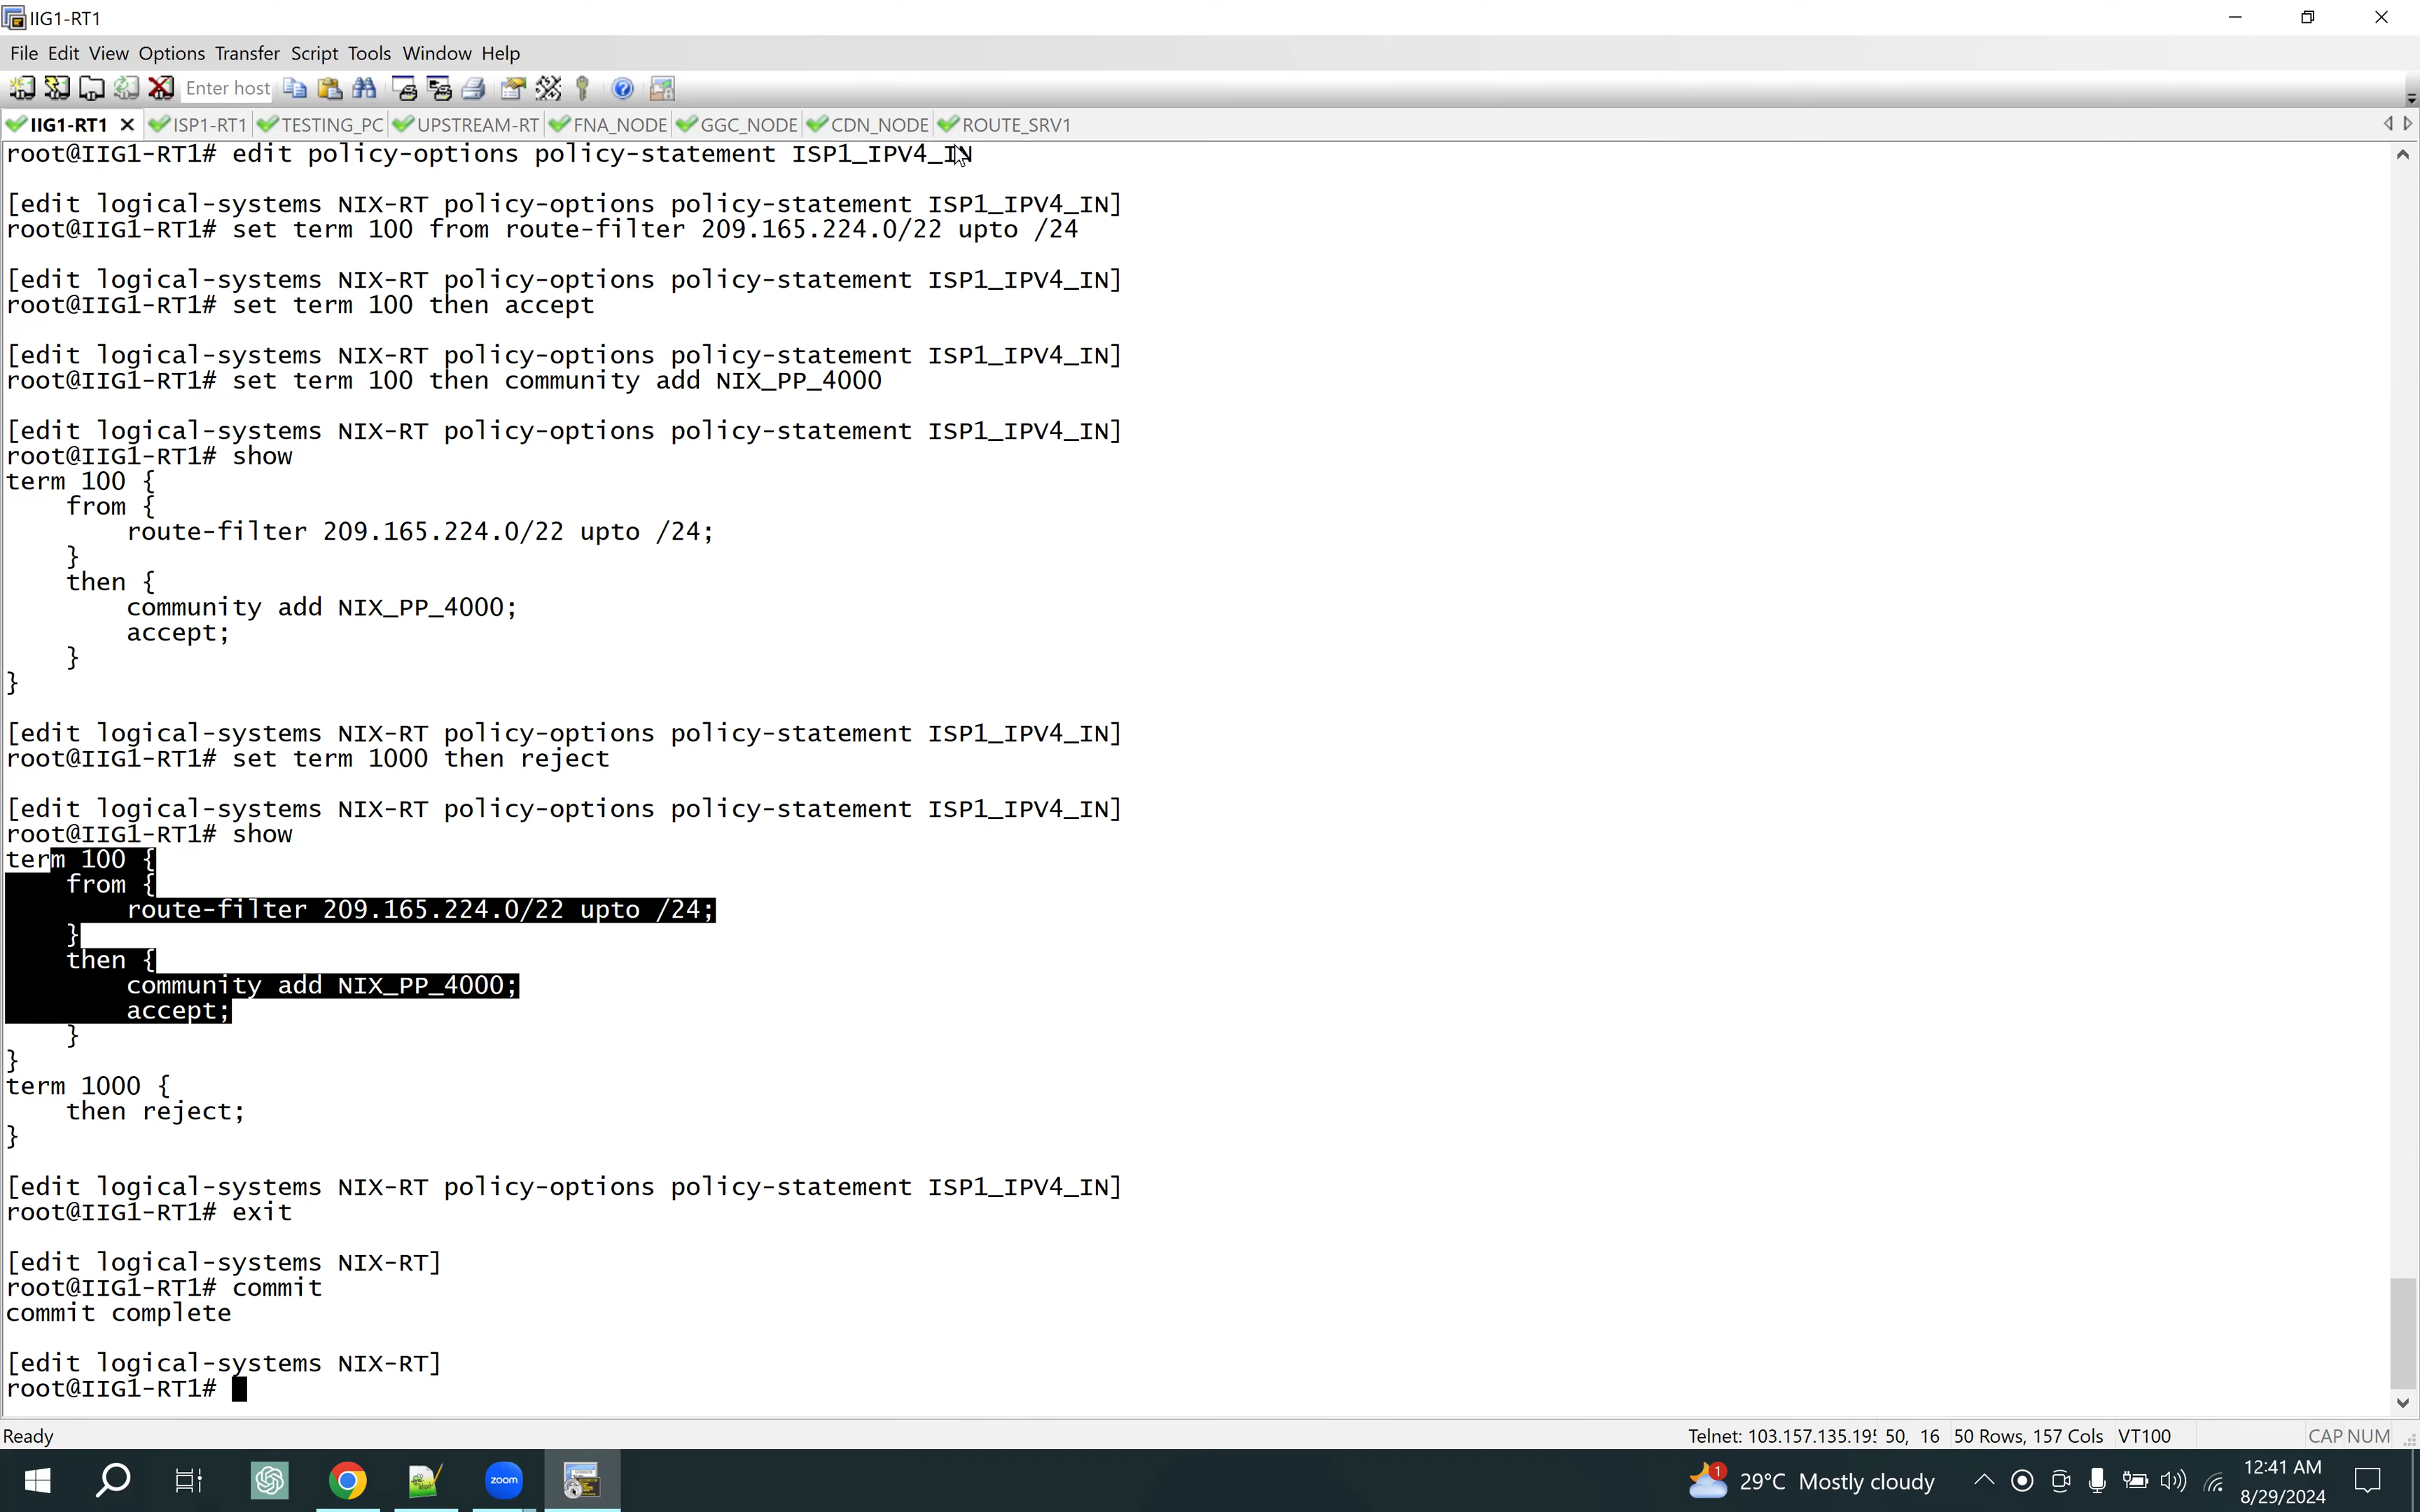 IIG1-RT1
File Edit View Options Transfer Script Tools Window Help
Enter host
IIG1-RT1 ISP1-RT1 TESTING_PC UPSTREAM-RT FNA_NODE GGC_NODE CDN_NODE ROUTE_SRV1
root@IIG1-RT1# edit policy-options policy-statement ISP1_IPV4_IN
[edit logical-systems NIX-RT policy-options policy-statement ISP1_IPV4_IN]
root@IIG1-RT1# set term 100 from route-filter 209.165.224.0/22 upto /24
[edit logical-systems NIX-RT policy-options policy-statement ISP1_IPV4_IN]
root@IIG1-RT1# set term 100 then accept
[edit logical-systems NIX-RT policy-options policy-statement ISP1_IPV4_IN]
root@IIG1-RT1# set term 100 then community add NIX_PP_4000
[edit logical-systems NIX-RT policy-options policy-statement ISP1_IPV4_IN]
root@IIG1-RT1# show
term 100 {
    from {
        route-filter 209.165.224.0/22 upto /24;
    }
    then {
        community add NIX_PP_4000;
        accept;
    }
}
[edit logical-systems NIX-RT policy-options policy-statement ISP1_IPV4_IN]
root@IIG1-RT1# set term 1000 then reject
[edit logical-systems NIX-RT policy-options policy-statement ISP1_IPV4_IN]
root@IIG1-RT1# show
term 100 {
    from {
        route-filter 209.165.224.0/22 upto /24;
    }
    then {
        community add NIX_PP_4000;
        accept;
    }
}
term 1000 {
    then reject;
}
[edit logical-systems NIX-RT policy-options policy-statement ISP1_IPV4_IN]
root@IIG1-RT1# exit
[edit logical-systems NIX-RT]
root@IIG1-RT1# commit
commit complete
[edit logical-systems NIX-RT]
root@IIG1-RT1#
Ready Telnet: 103.157.135.195 50, 16 50 Rows, 157 Cols VT100 CAP NUM
zoom 1 29°C Mostly cloudy 12:41 AM
8/29/2024